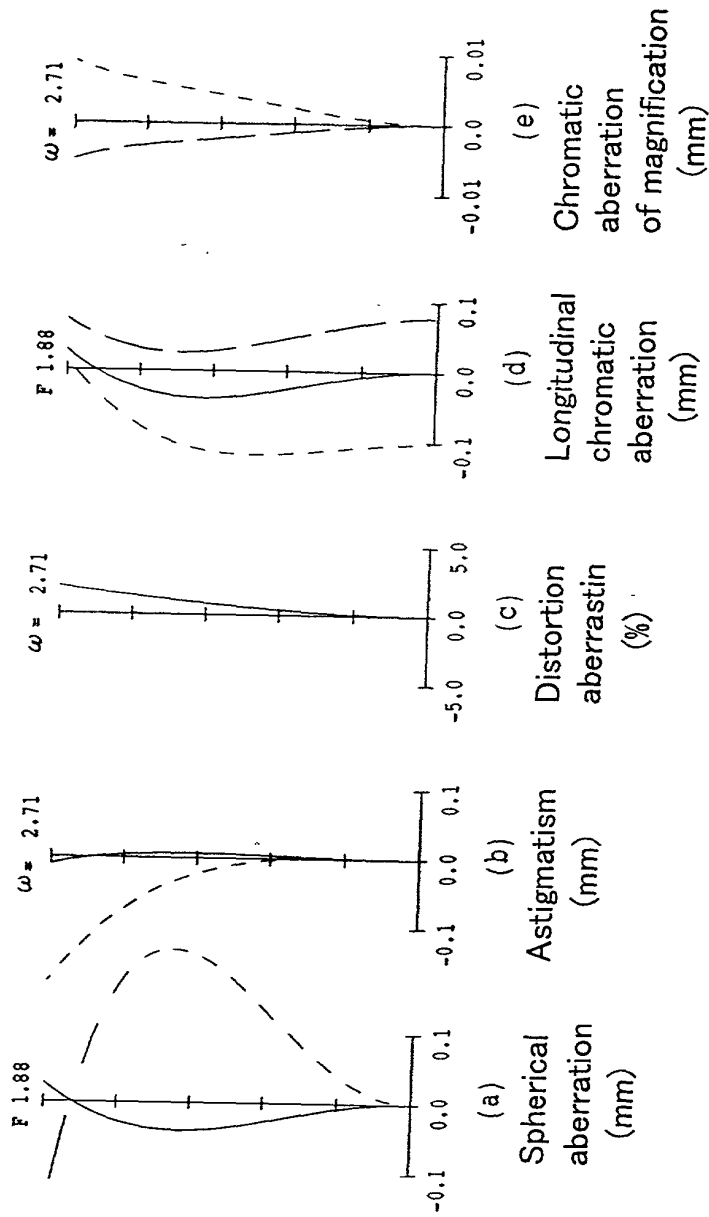 F 1.88
-0.1 0.0 0.1
(a)
Spherical
aberration
(mm)
ω = 2.71
-0.1 0.0 0.1
(b)
Astigmatism
(mm)
ω = 2.71
-5.0 0.0 5.0
(c)
Distortion
aberrastin
(%)
F 1.88
-0.1 0.0 0.1
(d)
Longitudinal
chromatic
aberration
(mm)
ω = 2.71
-0.01 0.0 0.01
(e)
Chromatic
aberration
of magnification
(mm)